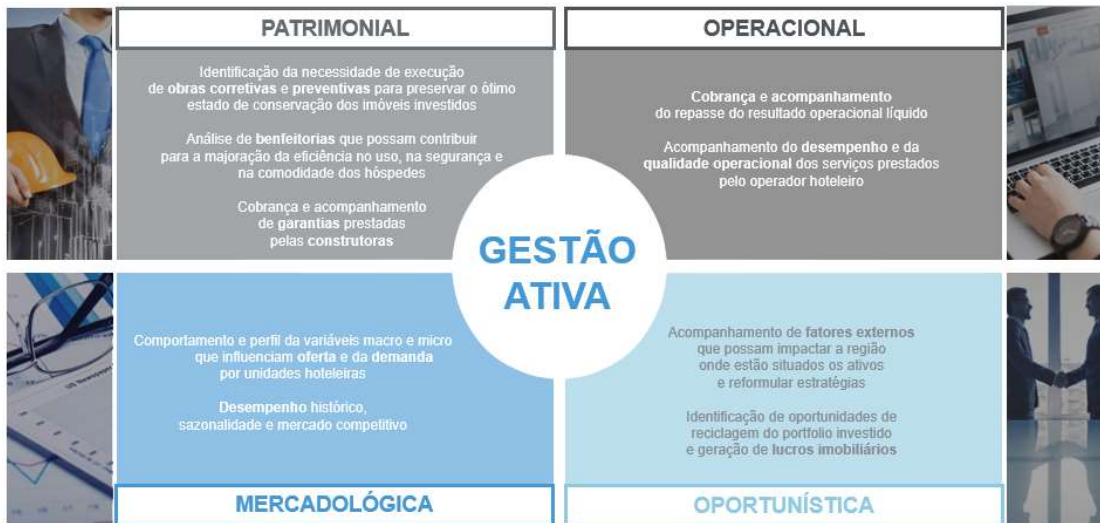 PATRIMONIAL
Identificação da necessidade de execução
de obras corretivas e preventivas para preservar o ótimo
estado de conservação dos imóveis investidos
Análise de benfeitorias que possam contribuir
para a majoração da eficiência no uso, na segurança e
na comodidade dos hóspedes
Cobrança e acompanhamento
de garantias prestadas
pelas construtoras
OPERACIONAL
Cobrança e acompanhamento
do repasse do resultado operacional líquido
Acompanhamento do desempenho e da
qualidade operacional dos serviços prestados
pelo operador hoteleiro
GESTÃO
ATIVA
Comportamento e perfil da variáveis macro e micro
que influenciam oferta e da demanda
por unidades hoteleiras
Desempenho histórico,
sazonalidade e mercado competitivo
MERCADOLÓGICA
Acompanhamento de fatores externos
que possam impactar a região
onde estão situados os ativos
e reformular estratégias
Identificação de oportunidades de
reciclagem do portfolio investido
e geração de lucros imobiliários
OPORTUNÍSTICA